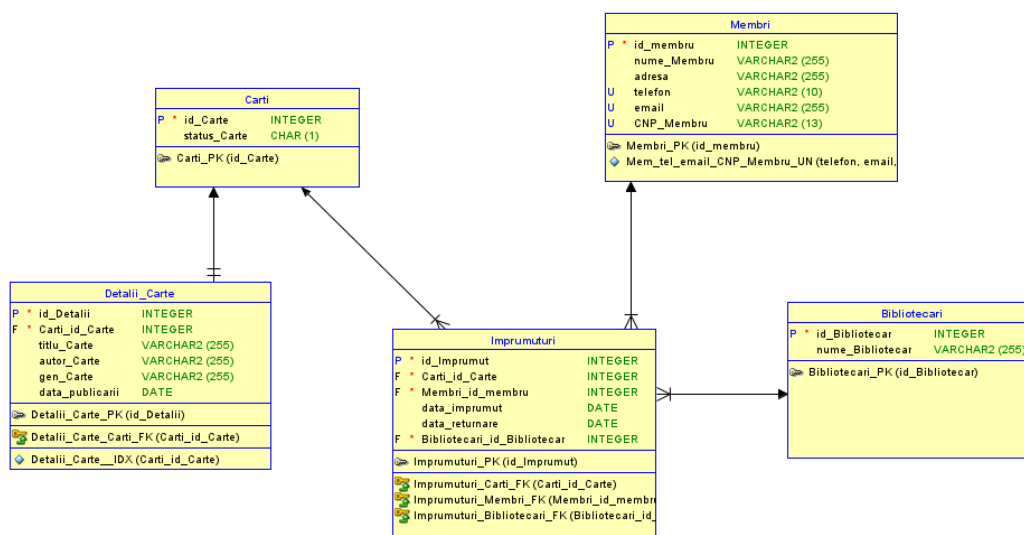 Membri
P * id_membru INTEGER
nume_Membru VARCHAR2 (255)
adresa VARCHAR2 (255)
U telefon VARCHAR2 (10)
U email VARCHAR2 (255)
U CNP_Membru VARCHAR2 (13)
Membri_PK (id_membru)
Mem_tel_email_CNP_Membru_UN (telefon, email,
Carti
P * id_Carte INTEGER
status_Carte CHAR (1)
Carti_PK (id_Carte)
Detalii_Carte
P * id_Detalii INTEGER
F * Carti_id_Carte INTEGER
titlu_Carte VARCHAR2 (255)
autor_Carte VARCHAR2 (255)
gen_Carte VARCHAR2 (255)
data_publicarii DATE
Detalii_Carte_PK (id_Detalii)
Detalii_Carte_Carti_FK (Carti_id_Carte)
Detalii_Carte__IDX (Carti_id_Carte)
Imprumuturi
P * id_Imprumut INTEGER
F * Carti_id_Carte INTEGER
F * Membri_id_membru INTEGER
data_imprumut DATE
data_returnare DATE
F * Bibliotecari_id_Bibliotecar INTEGER
Imprumuturi_PK (id_Imprumut)
Imprumuturi_Carti_FK (Carti_id_Carte)
Imprumuturi_Membri_FK (Membri_id_membru
Imprumuturi_Bibliotecari_FK (Bibliotecari_id_
Bibliotecari
P * id_Bibliotecar INTEGER
nume_Bibliotecar VARCHAR2 (255)
Bibliotecari_PK (id_Bibliotecar)